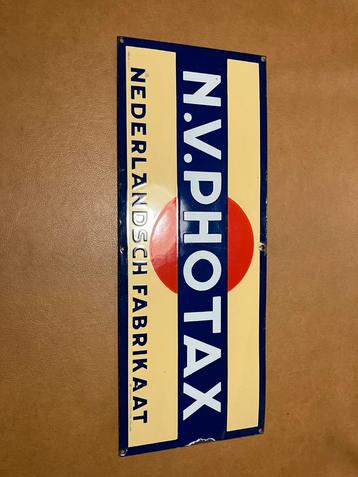 N.V. PHOTAX
NEDERLANDSCH FABRIKAAT